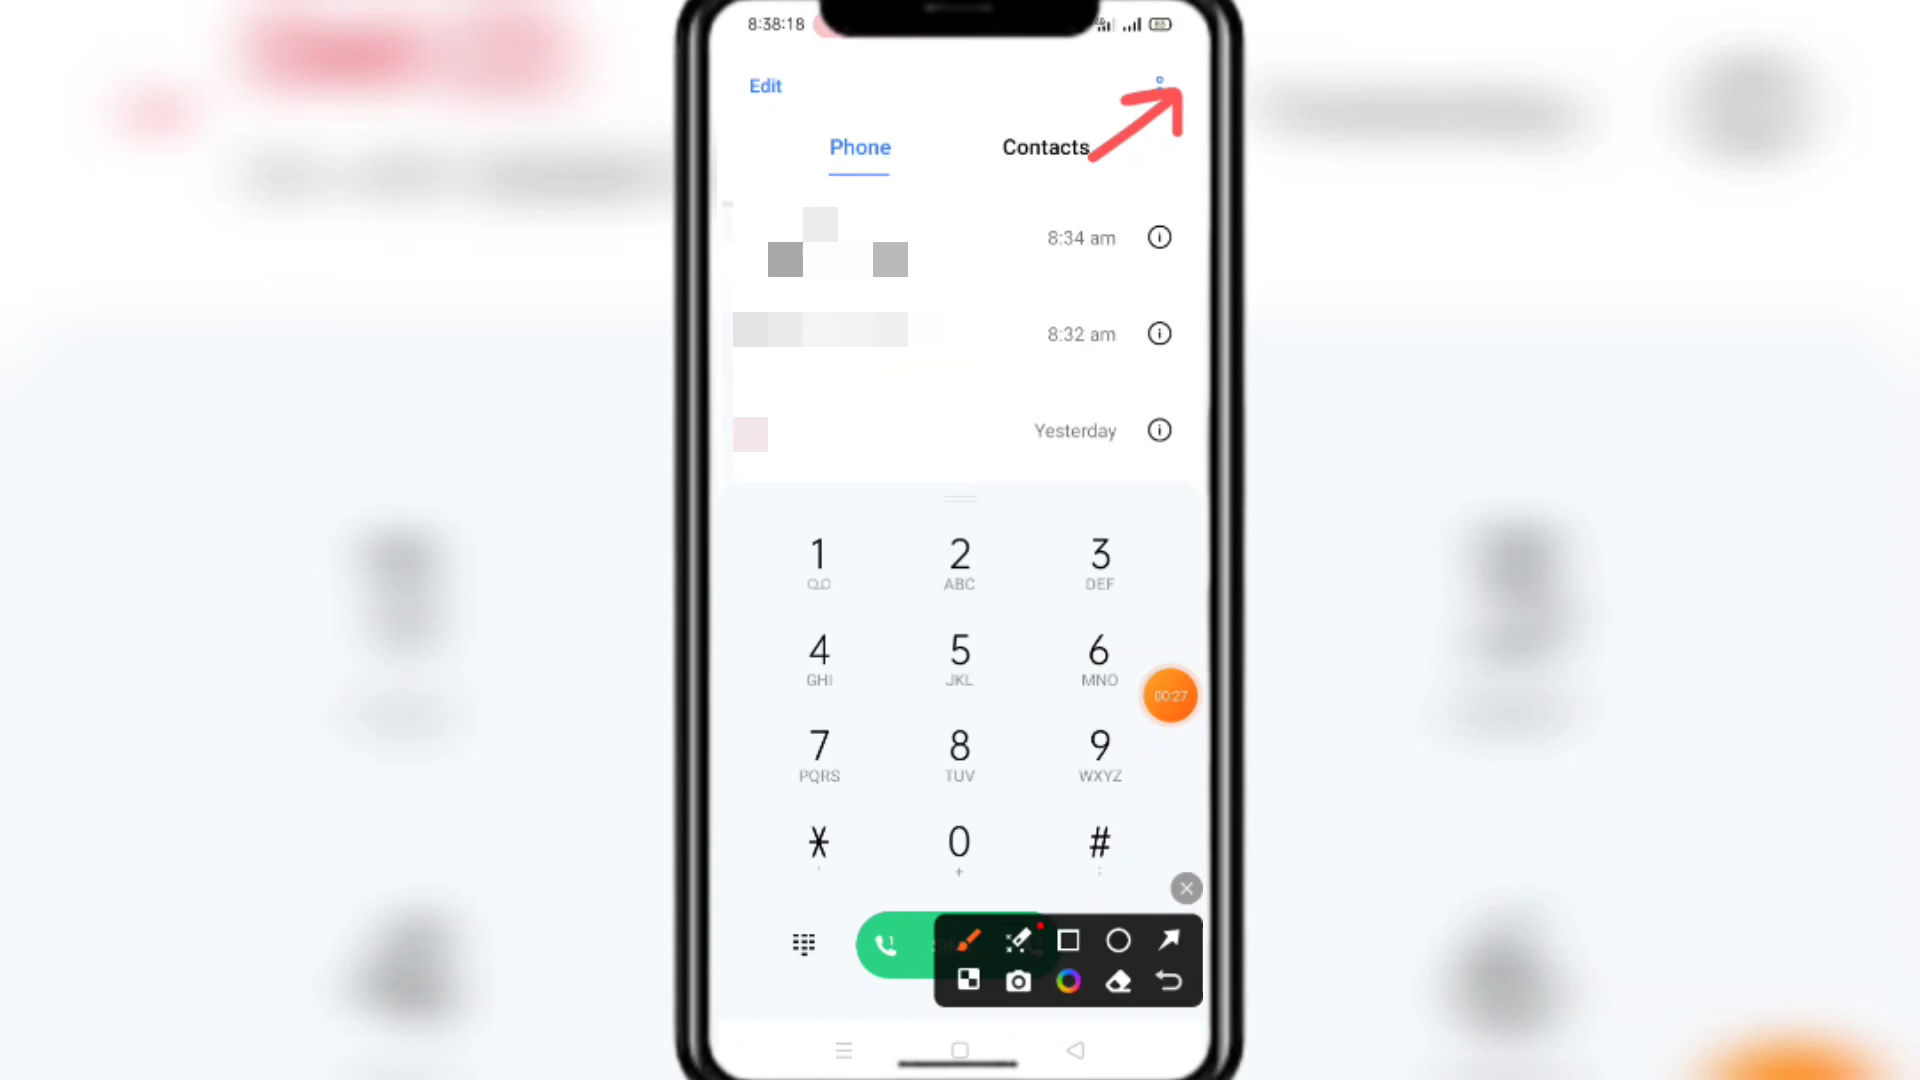 8:38:18
Edit
Phone Contacts
8:34 am
8:32 am
Yesterday
1 2 3
ABC DEF
4 5 6
GHI JKL MNO
00:27
7 8 9
PQRS TUV WXYZ
* 0 #
+